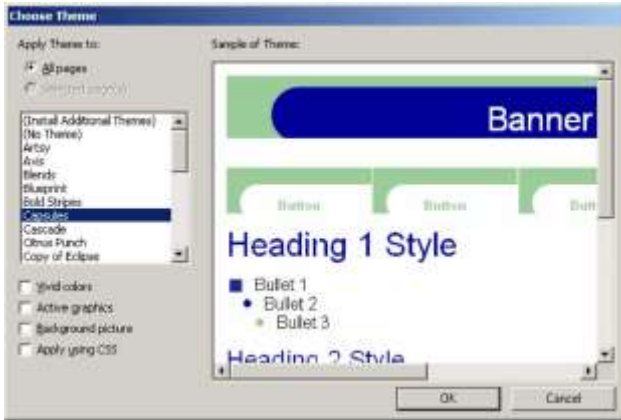 Choose Theme
Apply Theme to:
All pages
Selected page(s)
(Install Additional Themes)
(No Theme)
Artsy
Axis
Blends
Blueprint
Bold Stripes
Capsules
Cascade
Citrus Punch
Copy of Eclipse
Vivid colors
Active graphics
Background picture
Apply using CSS
Sample of Theme:
Banner
Button Button Butt
Heading 1 Style
Bullet 1
Bullet 2
Bullet 3
Heading 2 Style
OK Cancel